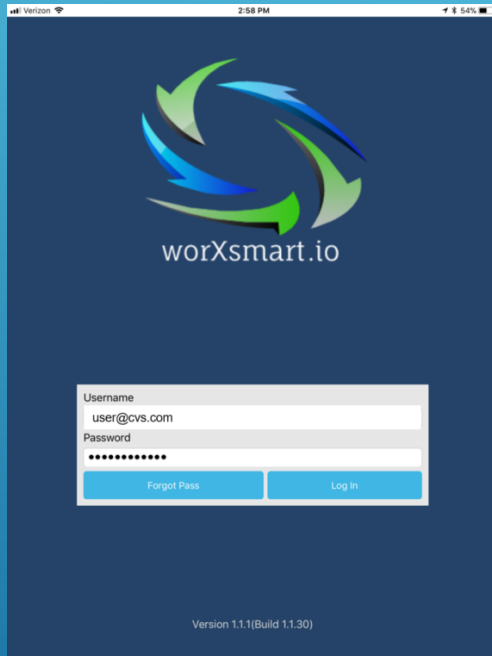 Verizon 2:58 PM 54%
worXsmart.io
Username
user@cvs.com
Password
••••••••••••
Forgot Pass Log In
Version 1.1.1(Build 1.1.30)